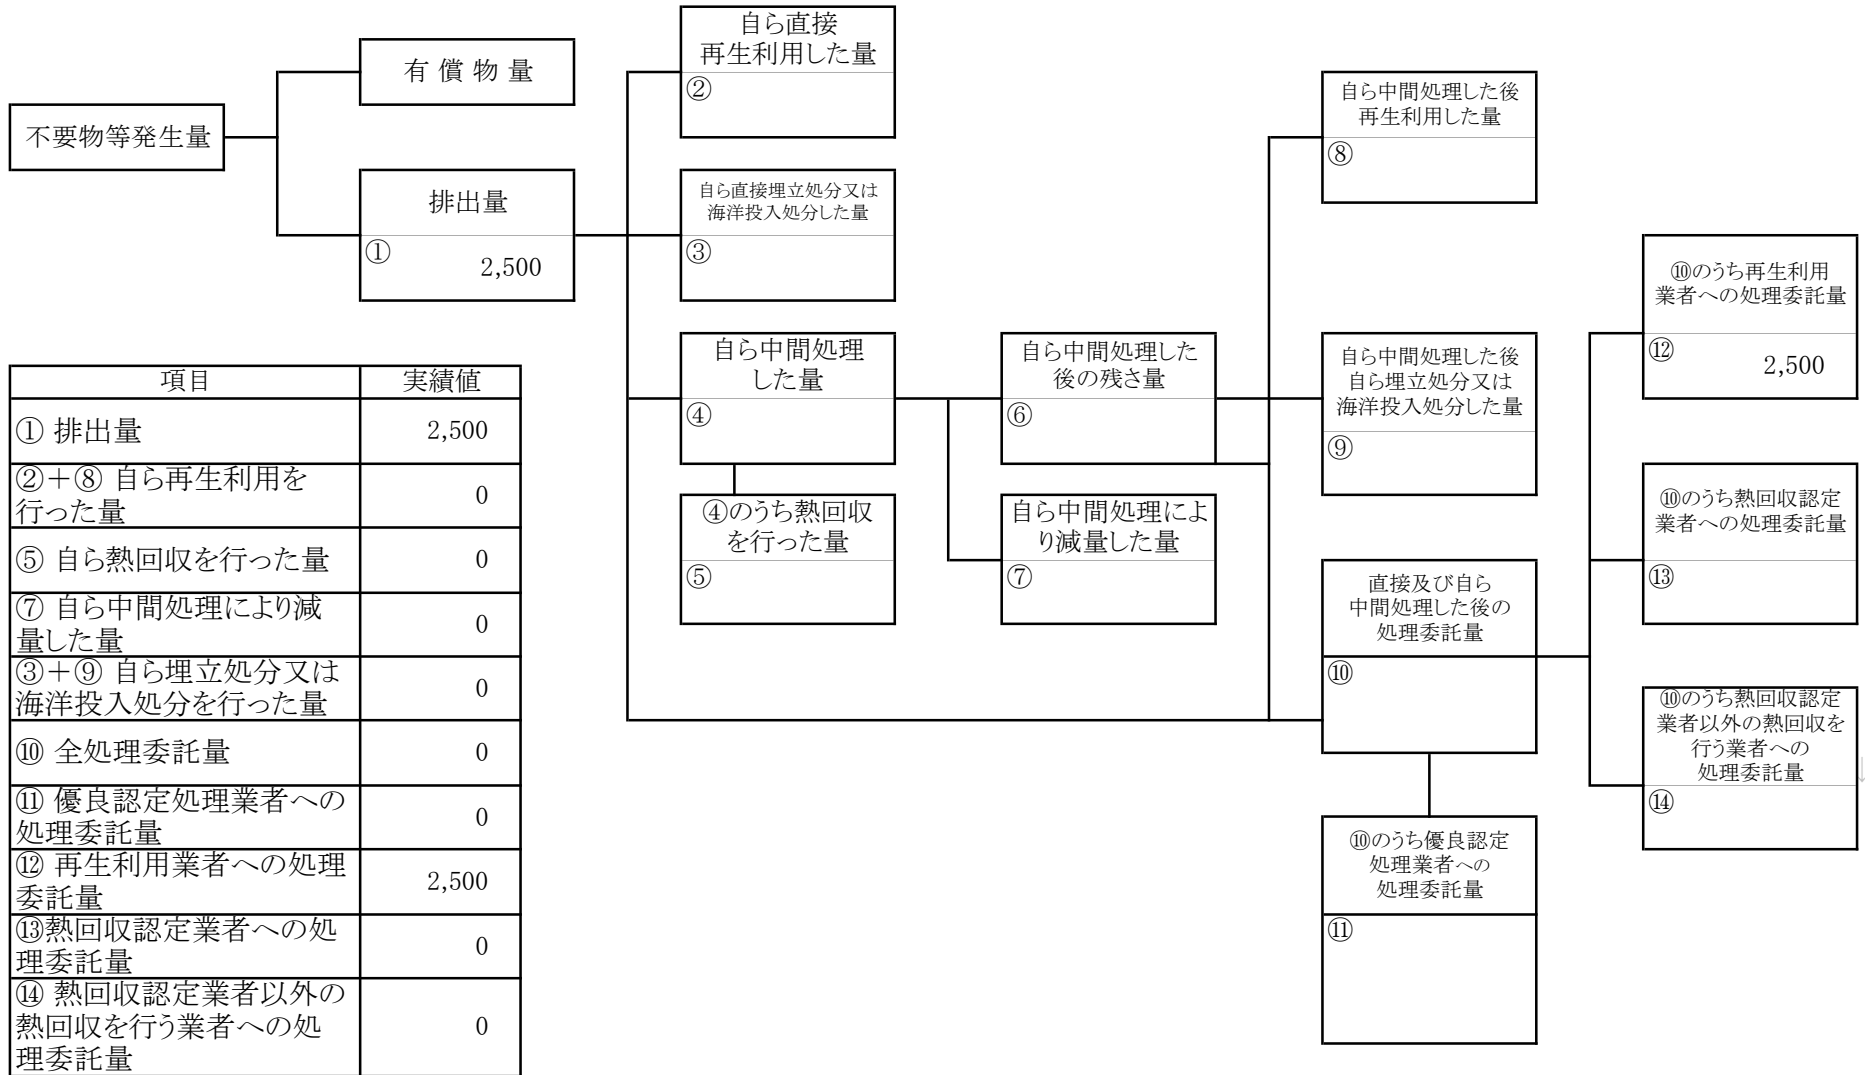 不要物等発生量
有 償 物 量
排出量
①
2,500
自ら直接
再生利用した量
②
自ら直接埋立処分又は
海洋投入処分した量
③
自ら中間処理
した量
④
④のうち熱回収
を行った量
⑤
自ら中間処理した
後の残さ量
⑥
自ら中間処理によ
り減量した量
⑦
自ら中間処理した後
再生利用した量
⑧
自ら中間処理した後
自ら埋立処分又は
海洋投入処分した量
⑨
直接及び自ら
中間処理した後の
処理委託量
⑩
⑩のうち優良認定
処理業者への
処理委託量
⑪
⑩のうち再生利用
業者への処理委託量
⑫
2,500
⑩のうち熱回収認定
業者への処理委託量
⑬
⑩のうち熱回収認定
業者以外の熱回収を
行う業者への
処理委託量
⑭
↓
項目 実績値
① 排出量 2,500
②+⑧ 自ら再生利用を
行った量 0
⑤ 自ら熱回収を行った量 0
⑦ 自ら中間処理により減
量した量 0
③+⑨ 自ら埋立処分又は
海洋投入処分を行った量 0
⑩ 全処理委託量 0
⑪ 優良認定処理業者への
処理委託量 0
⑫ 再生利用業者への処理
委託量 2,500
⑬熱回収認定業者への処
理委託量 0
⑭ 熱回収認定業者以外の
熱回収を行う業者への処
理委託量 0